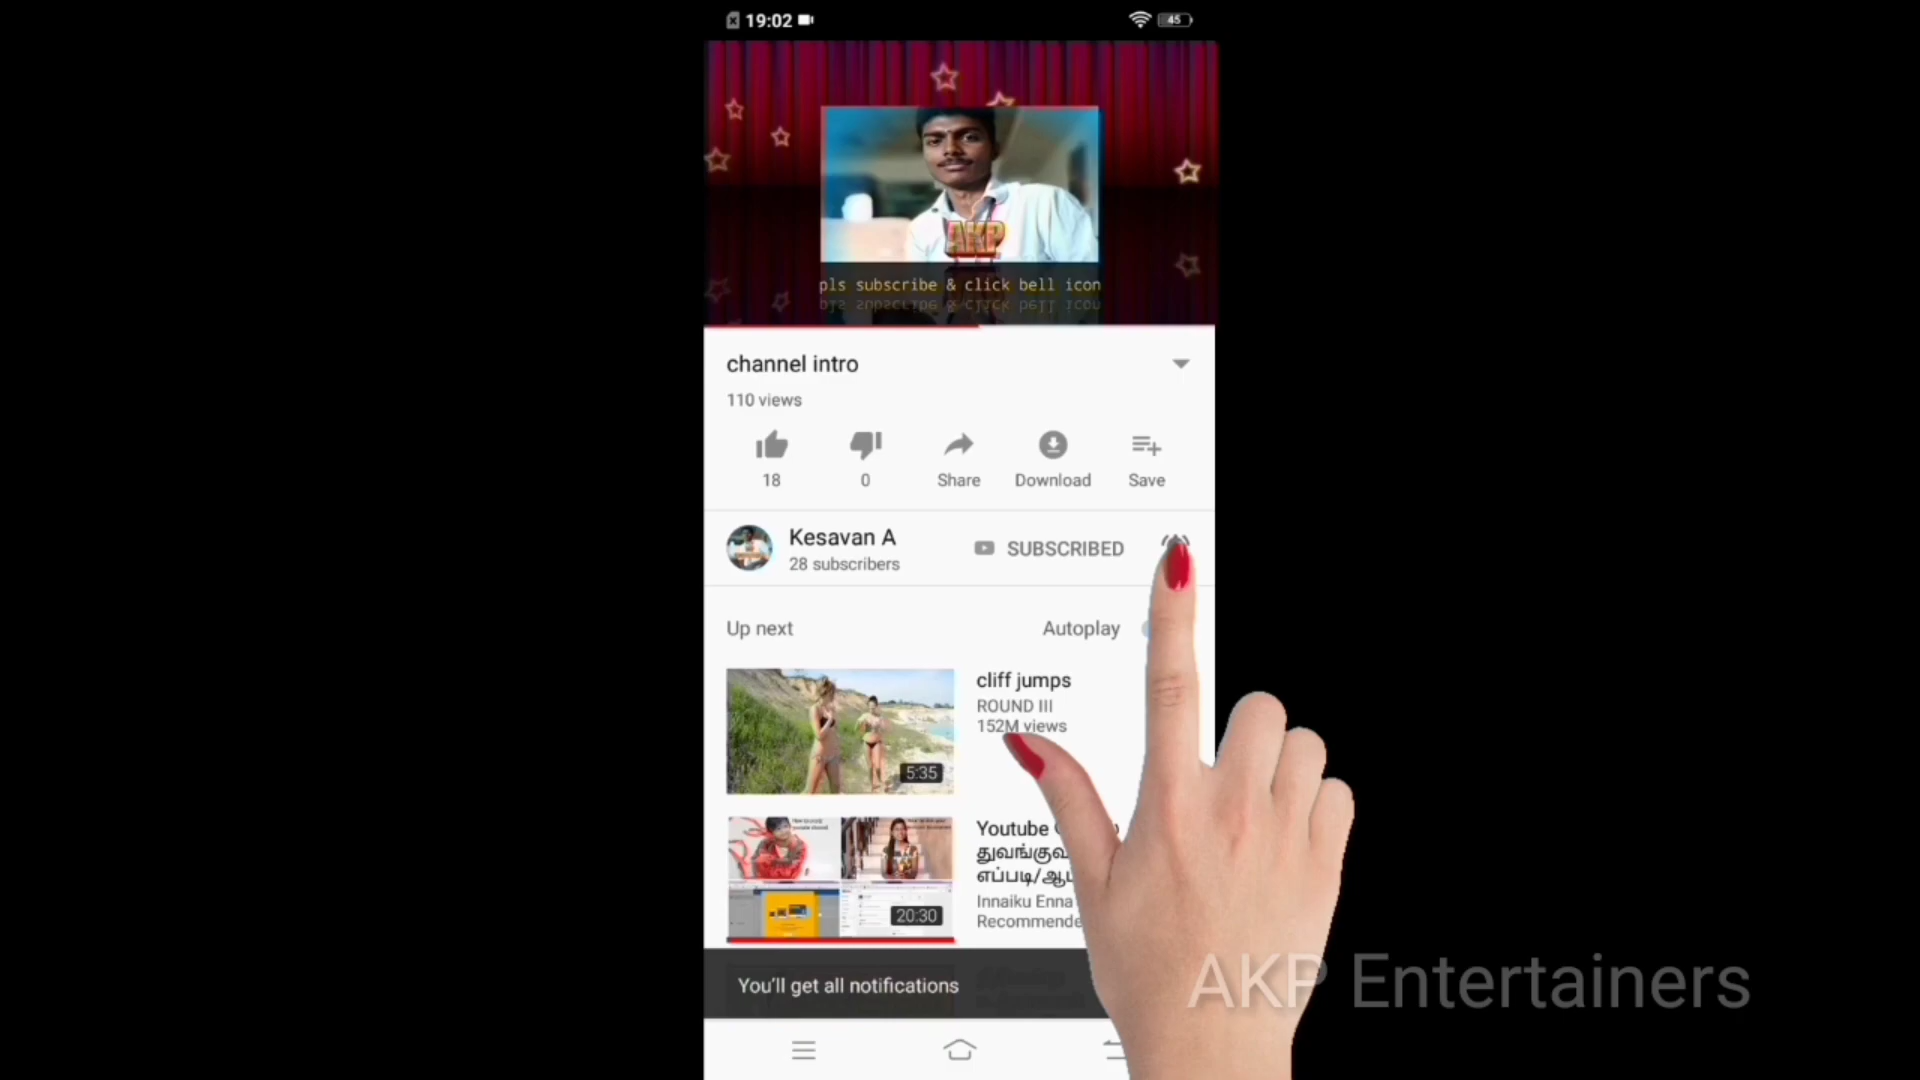 19:02
45
AKP
pls subscribe & click bell icon
channel intro
110 views
18
0
Share
Download
Save
Kesavan A
28 subscribers
SUBSCRIBED
Up next
Autoplay
cliff jumps
ROUND III
152M views
5:35
Youtube
எப்படி/ஆ
Innaiku Enna
Recommende
20:30
You'll get all notifications
AKP Entertainers